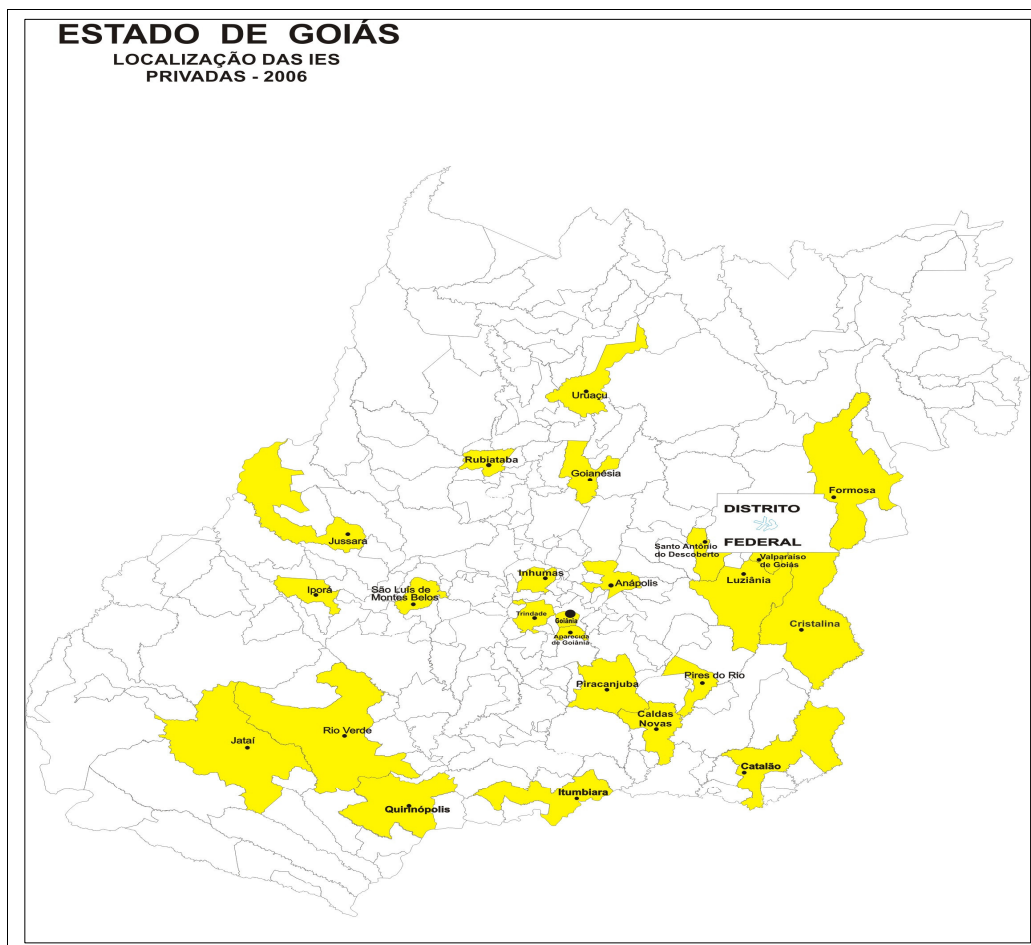 ESTADO DE GOIÁS
LOCALIZAÇÃO DAS IES
PRIVADAS - 2006
Uruaçu
Rubiataba
Goianésia
Formosa
DISTRITO
FEDERAL
Jussara
Santo Antônio
do Descoberto
Valparaíso
de Goiás
Luziânia
Inhumas
Anápolis
Iporá
São Luís de
Montes Belos
Trindade
Goiânia
Aparecida
de Goiânia
Cristalina
Piracanjuba
Pires do Rio
Caldas
Novas
Jataí
Rio Verde
Catalão
Itumbiara
Quirinópolis